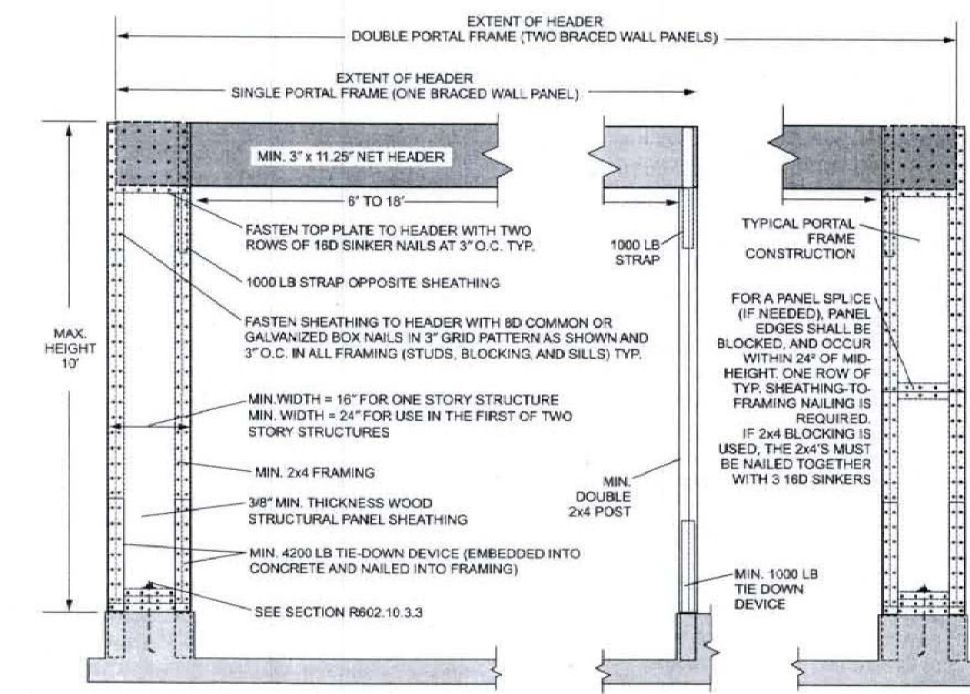 EXTENT OF HEADER
DOUBLE PORTAL FRAME (TWO BRACED WALL PANELS)
EXTENT OF HEADER
SINGLE PORTAL FRAME (ONE BRACED WALL PANEL)
MIN. 3" x 11.25" NET HEADER
6' TO 18'
FASTEN TOP PLATE TO HEADER WITH TWO
ROWS OF 16D SINKER NAILS AT 3" O.C. TYP.
1000 LB
STRAP
TYPICAL PORTAL
FRAME
CONSTRUCTION
1000 LB STRAP OPPOSITE SHEATHING
FASTEN SHEATHING TO HEADER WITH 8D COMMON OR
GALVANIZED BOX NAILS IN 3" GRID PATTERN AS SHOWN AND
3" O.C. IN ALL FRAMING (STUDS, BLOCKING, AND SILLS) TYP.
FOR A PANEL SPLICE
(IF NEEDED), PANEL
EDGES SHALL BE
BLOCKED, AND OCCUR
WITHIN 24" OF MID-
HEIGHT. ONE ROW OF
TYP. SHEATHING-TO-
FRAMING NAILING IS
REQUIRED.
IF 2x4 BLOCKING IS
USED, THE 2x4'S MUST
BE NAILED TOGETHER
WITH 3 16D SINKERS
MAX.
HEIGHT
10'
MIN.WIDTH = 16" FOR ONE STORY STRUCTURE
MIN. WIDTH = 24" FOR USE IN THE FIRST OF TWO
STORY STRUCTURES
MIN. 2x4 FRAMING
3/8" MIN. THICKNESS WOOD
STRUCTURAL PANEL SHEATHING
MIN.
DOUBLE
2x4 POST
MIN. 4200 LB TIE-DOWN DEVICE (EMBEDDED INTO
CONCRETE AND NAILED INTO FRAMING)
MIN. 1000 LB
TIE DOWN
DEVICE
SEE SECTION R602.10.3.3